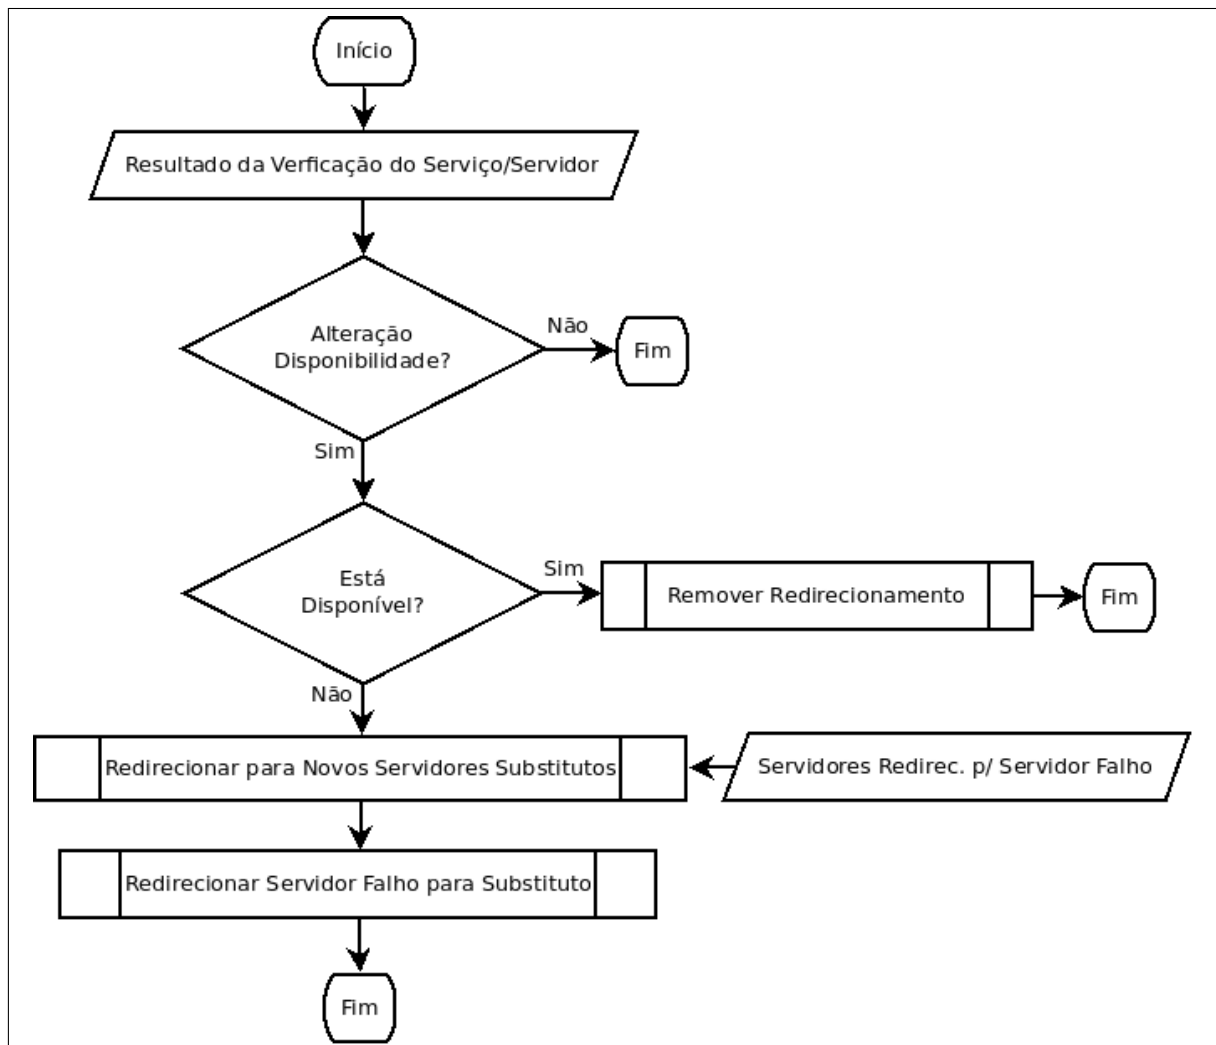 Início
Resultado da Verficação do Serviço/Servidor
Alteração
Disponibilidade?
Não
Fim
Sim
Está
Disponível?
Sim
Remover Redirecionamento
Fim
Não
Redirecionar para Novos Servidores Substitutos
Servidores Redirec. p/ Servidor Falho
Redirecionar Servidor Falho para Substituto
Fim